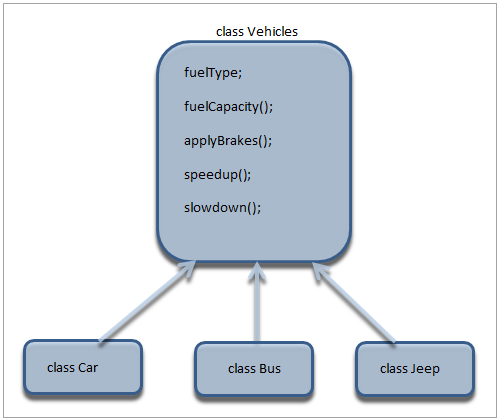 class Vehicles
fuelType;
fuelCapacity();
applyBrakes();
speedup();
slowdown();
class Car
class Bus
class Jeep